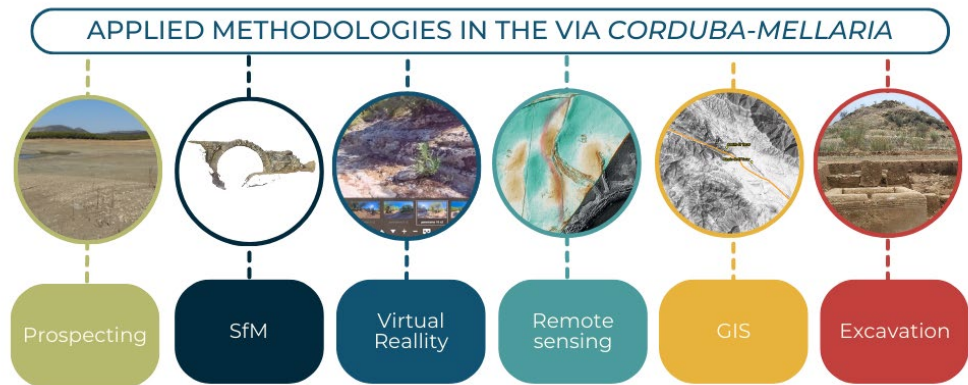 APPLIED METHODOLOGIES IN THE VIA CORDUBA-MELLARIA
Prospecting
SfM
Virtual
Reallity
Remote
sensing
GIS
Excavation